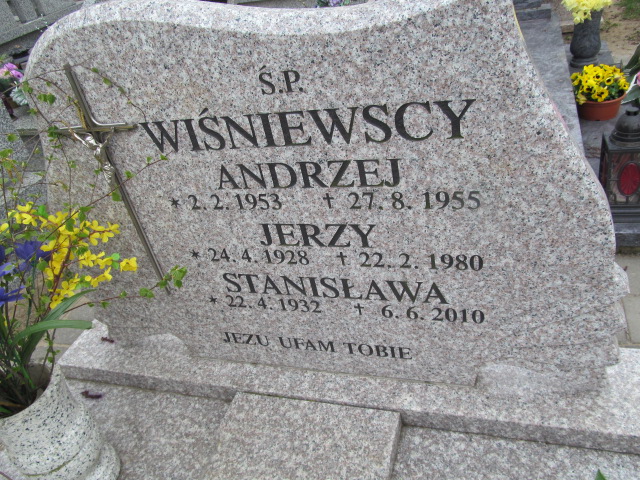 Ś.P.
WIŚNIEWSCY
ANDRZEJ
* 2. 2. 1953 † 27. 8. 1955
JERZY
* 24. 4. 1928 † 22. 2. 1980
STANISŁAWA
* 22. 4. 1932 † 6. 6. 2010
JEZU UFAM TOBIE